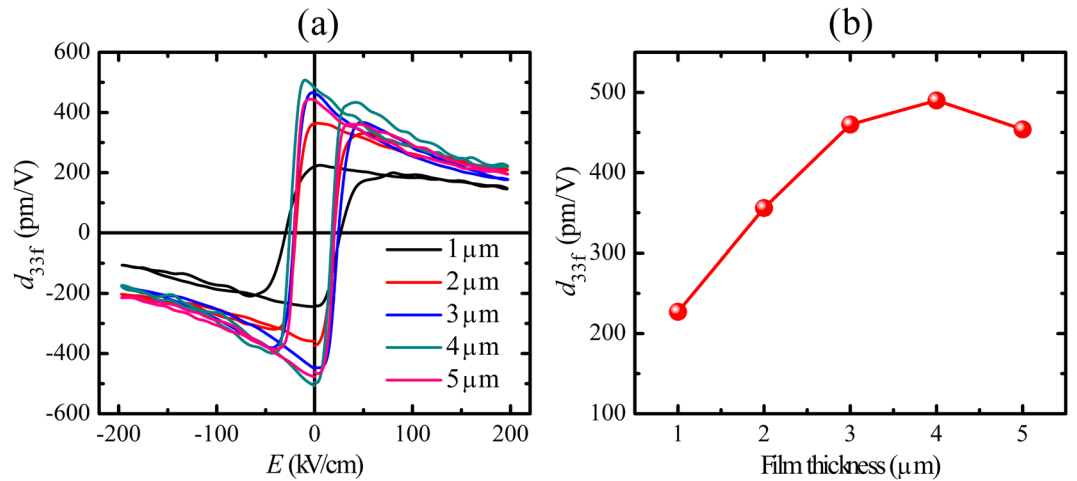 (a)
600
400
200
0
-200
-400
-600
d33f (pm/V)
-200 -100 0 100 200
E (kV/cm)
1 μm
2 μm
3 μm
4 μm
5 μm
(b)
500
400
300
200
100
d33f (pm/V)
1 2 3 4 5
Film thickness (μm)